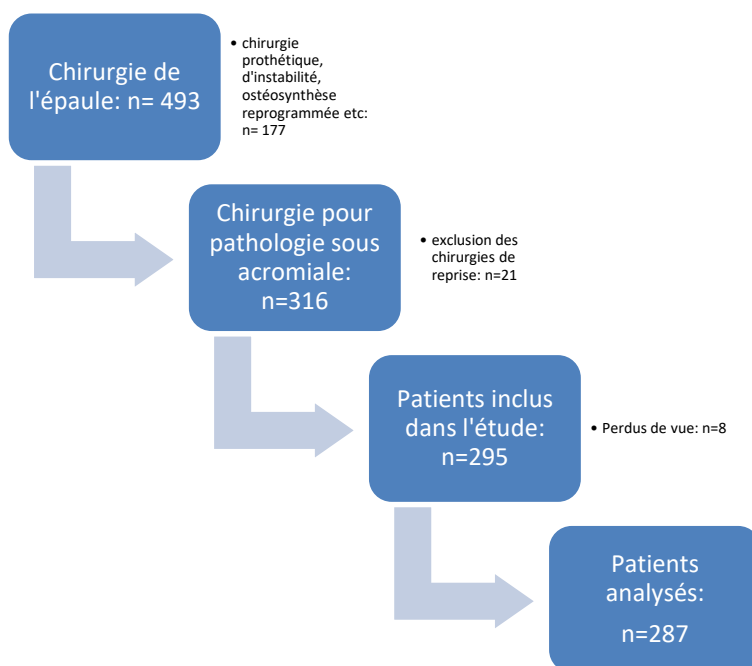 Chirurgie de
l'épaule: n= 493
• chirurgie
prothétique,
d'instabilité,
ostéosynthèse
reprogrammée etc:
n= 177
Chirurgie pour
pathologie sous
acromiale:
n=316
• exclusion des
chirurgies de
reprise: n=21
Patients inclus
dans l'étude:
n=295
• Perdus de vue: n=8
Patients
analysés:
n=287